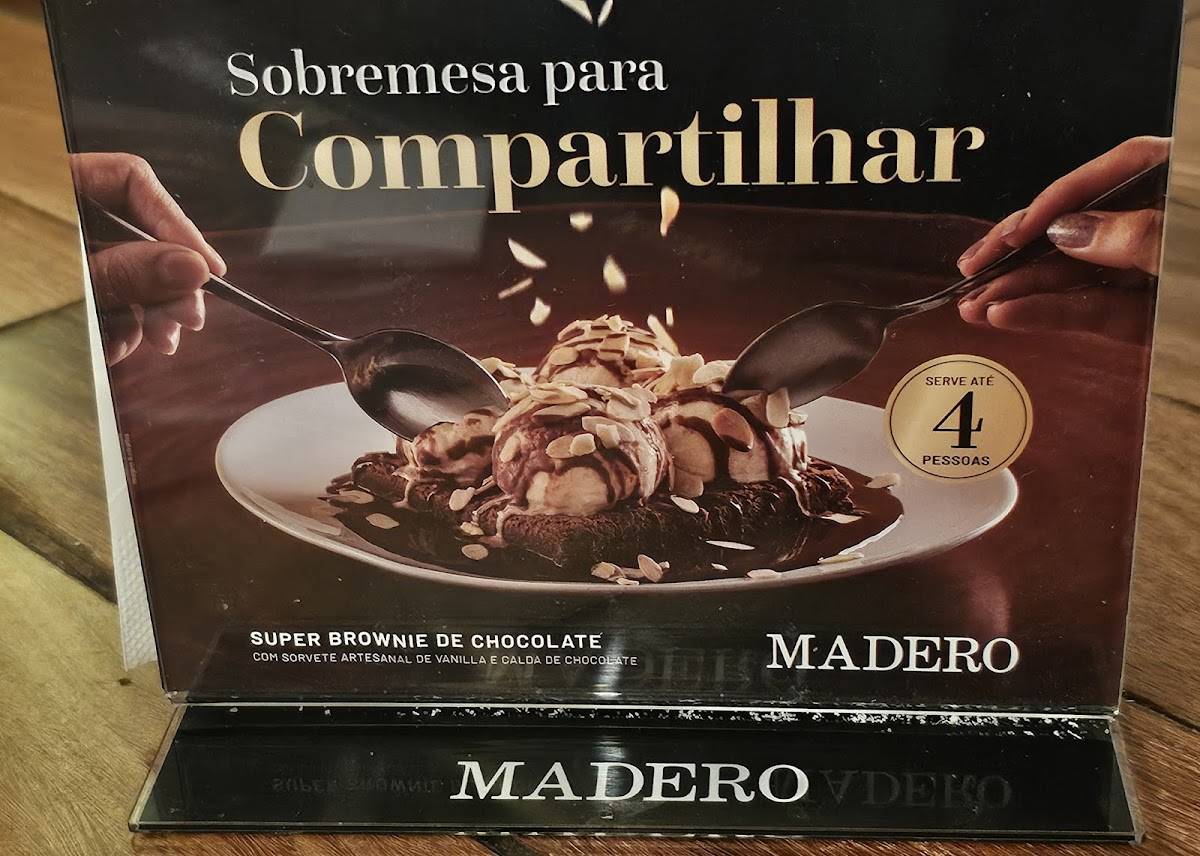 Sobremesa para
Compartilhar
SERVE ATÉ
4
PESSOAS
SUPER BROWNIE DE CHOCOLATE
COM SORVETE ARTESANAL DE VANILLA E CALDA DE CHOCOLATE
MADERO
MADERO